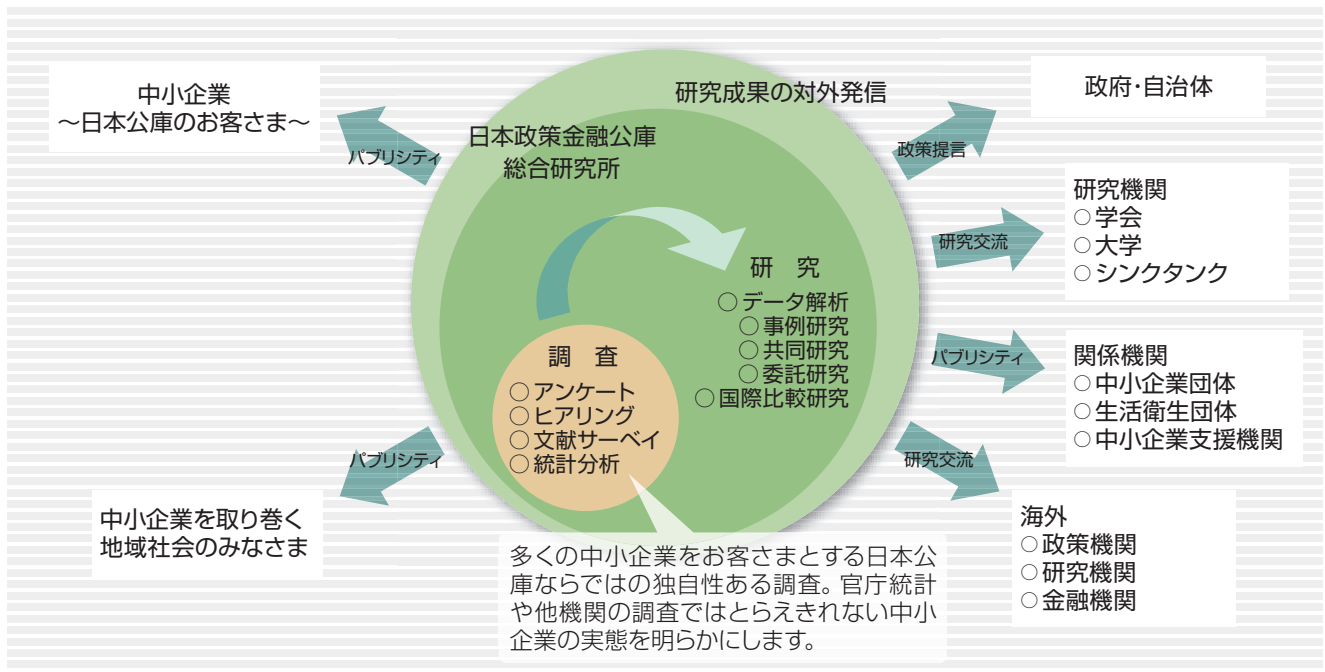 中小企業
～日本公庫のお客さま～
パブリシティ
研究成果の対外発信
日本政策金融公庫
総合研究所
政策提言
政府・自治体
研究交流
研究機関
○学会
○大学
○シンクタンク
研　究
○データ解析
○事例研究
○共同研究
○委託研究
○国際比較研究
調　査
○アンケート
○ヒアリング
○文献サーベイ
○統計分析
パブリシティ
関係機関
○中小企業団体
○生活衛生団体
○中小企業支援機関
パブリシティ
中小企業を取り巻く
地域社会のみなさま
研究交流
海外
○政策機関
○研究機関
○金融機関
多くの中小企業をお客さまとする日本公
庫ならではの独自性ある調査。官庁統計
や他機関の調査ではとらえきれない中小
企業の実態を明らかにします。